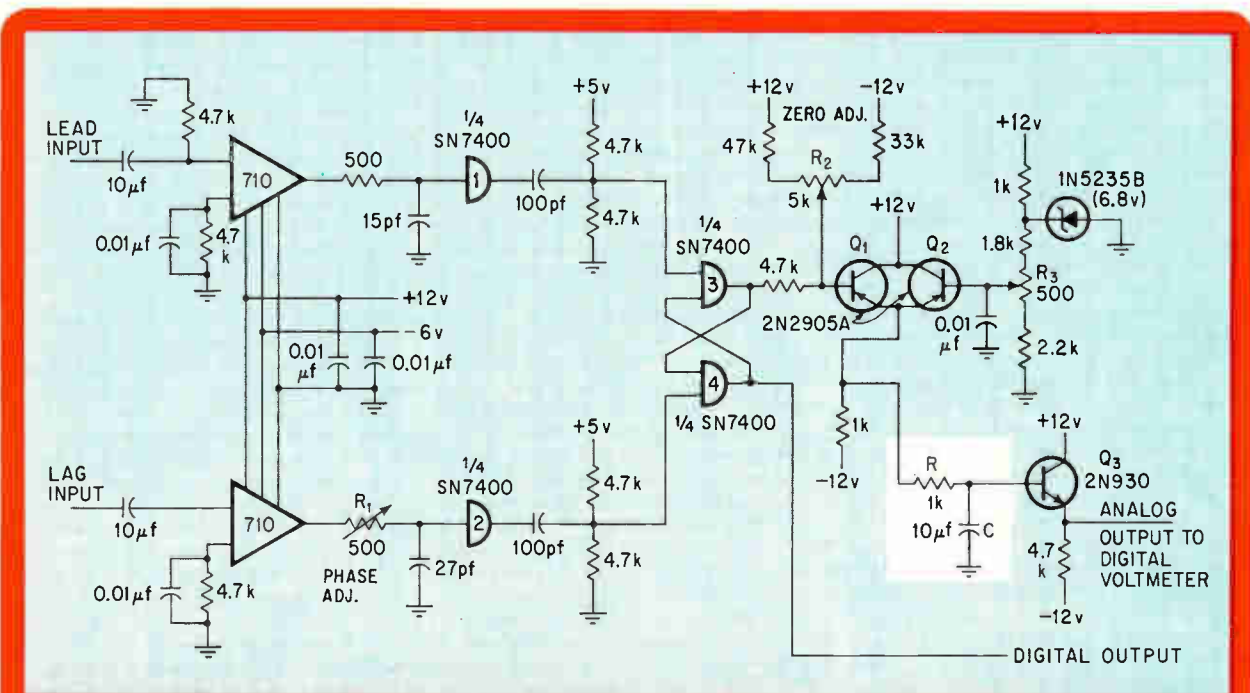 LEAD
INPUT
10μf
4.7k
0.01μf
4.7
k
710
500
15pf
1/4
SN7400
1
100pf
+5v
4.7k
4.7k
+12v
-6v
0.01
μf
0.01μf
1/4
SN7400
3
4.7k
4
1/4 SN7400
+12v
-12v
ZERO ADJ.
47k
33k
R2
5k
+12v
Q1
Q2
2N2905A
+12v
1k
1N5235B
(6.8v)
1.8k
R3
500
0.01
μf
2.2k
1k
-12v
R
1k
10μf
C
+12v
Q3
2N930
ANALOG
OUTPUT TO
DIGITAL
VOLTMETER
4.7
k
-12v
LAG
INPUT
10μf
0.01μf
4.7k
710
R1
500
PHASE
ADJ.
27pf
1/4
SN7400
2
100pf
+5v
4.7k
4.7k
DIGITAL OUTPUT